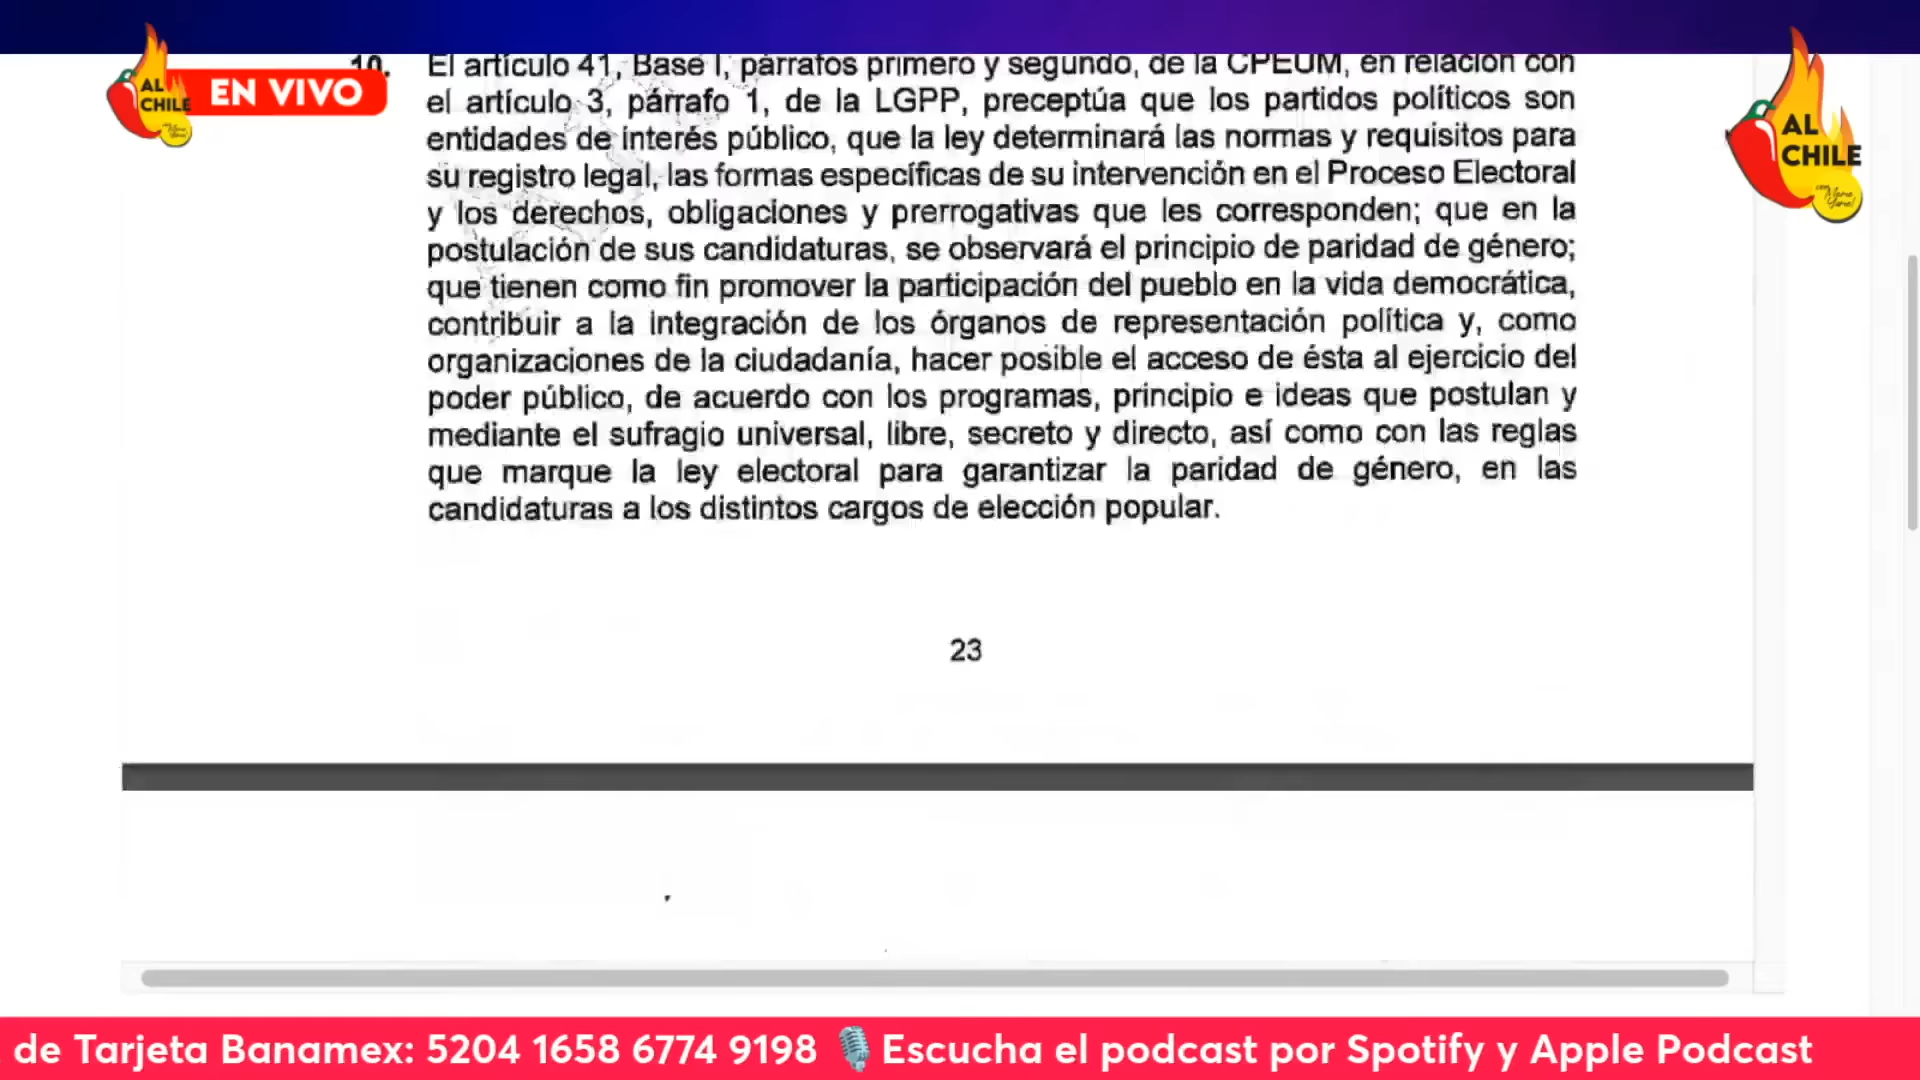 AL
CHILE
EN VIVO
10. El artículo 41, Base I, párrafos primero y segundo, de la CPEUM, en relación con
el artículo 3, párrafo 1, de la LGPP, preceptúa que los partidos políticos son
entidades de interés público, que la ley determinará las normas y requisitos para
su registro legal, las formas específicas de su intervención en el Proceso Electoral
y los derechos, obligaciones y prerrogativas que les corresponden; que en la
postulación de sus candidaturas, se observará el principio de paridad de género;
que tienen como fin promover la participación del pueblo en la vida democrática,
contribuir a la integración de los órganos de representación política y, como
organizaciones de la ciudadanía, hacer posible el acceso de ésta al ejercicio del
poder público, de acuerdo con los programas, principio e ideas que postulan y
mediante el sufragio universal, libre, secreto y directo, así como con las reglas
que marque la ley electoral para garantizar la paridad de género, en las
candidaturas a los distintos cargos de elección popular.
AL
CHILE
23
de Tarjeta Banamex: 5204 1658 6774 9198 Escucha el podcast por Spotify y Apple Podcast